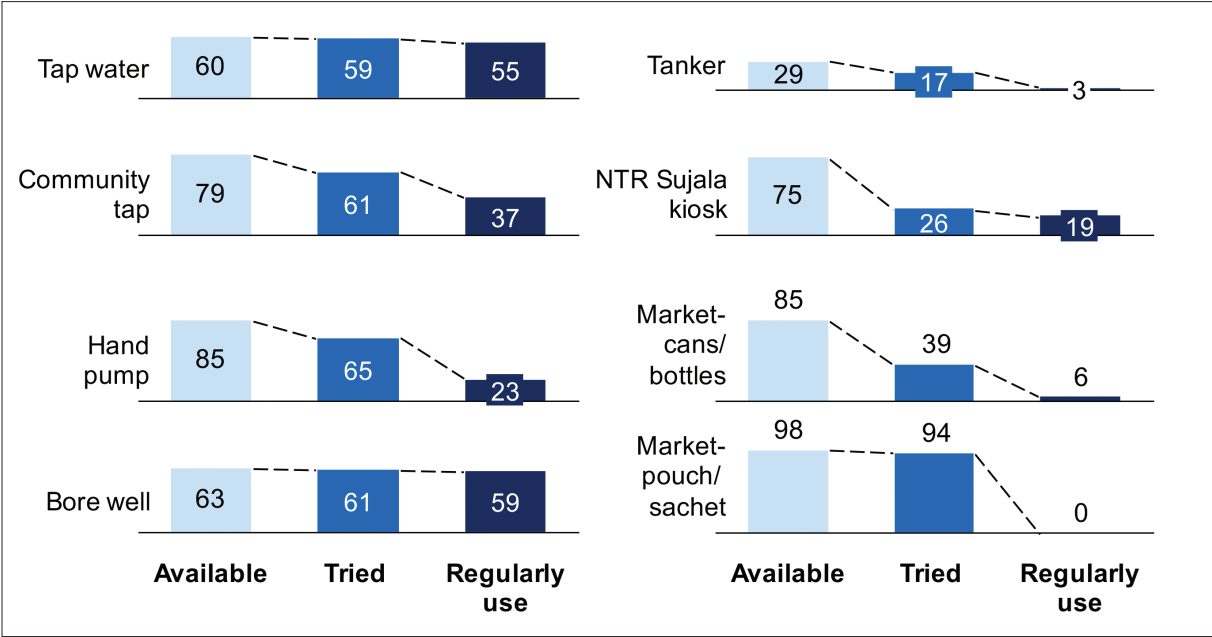 Tap water
60
59
55
Community
tap
79
61
37
Hand
pump
85
65
23
Bore well
63
61
59
Available
Tried
Regularly
use
Tanker
29
17
3
NTR Sujala
kiosk
75
26
19
Market-
cans/
bottles
85
39
6
Market-
pouch/
sachet
98
94
0
Available
Tried
Regularly
use